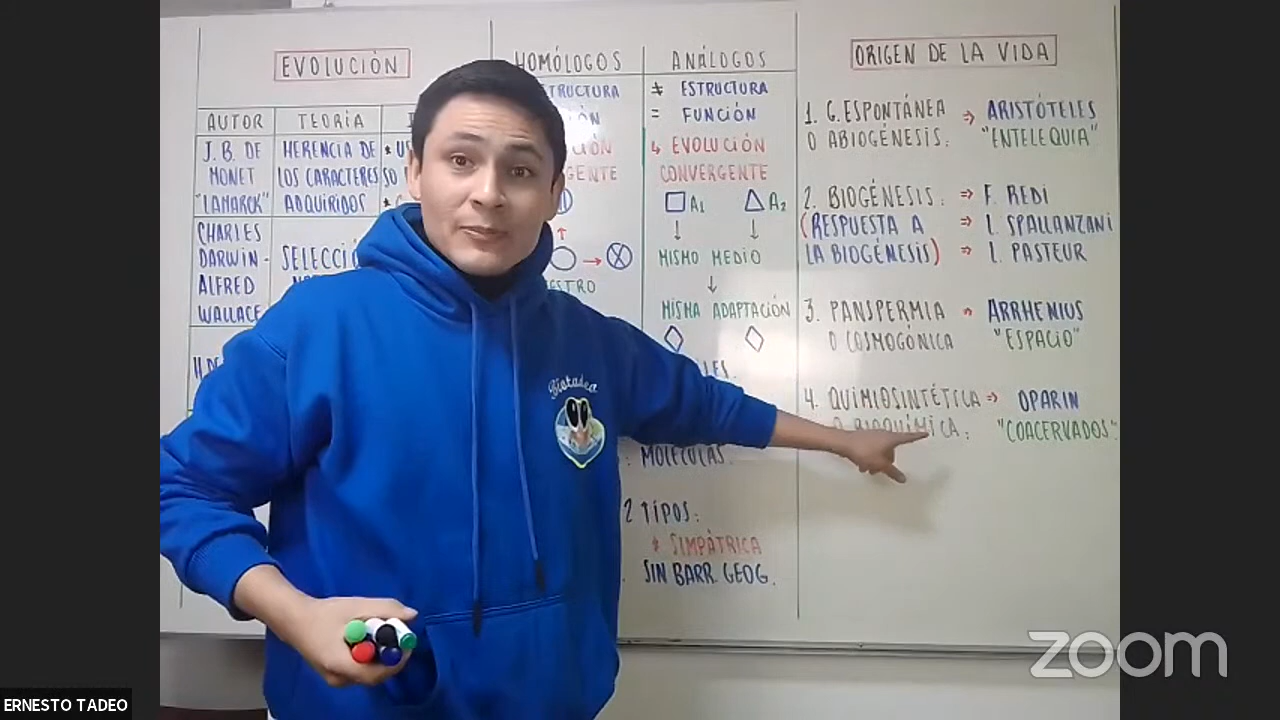 EVOLUCIÓN
AUTOR
TEORÍA
J. B. DE
MONET
"LAMARCK"
HERENCIA DE
LOS CARACTERES
ADQUIRIDOS
CHARLES
DARWIN -
ALFRED
WALLACE
HOMÓLOGOS
ANÁLOGOS
≠ ESTRUCTURA
= FUNCIÓN
↳ EVOLUCIÓN
CONVERGENTE
A1
A2
↓ ↓
MISMO MEDIO
↓
MISMA ADAPTACIÓN
MOLÉCULAS.
2 TIPOS:
* SIMPÁTRICA
SIN BARR. GEOG.
ORIGEN DE LA VIDA
1. G. ESPONTÁNEA ⇒ ARISTÓTELES
O ABIOGÉNESIS: "ENTELEQUIA"
2. BIOGÉNESIS: ⇒ F. REDI
(RESPUESTA A ⇒ L. SPALLANZANI
LA BIOGÉNESIS) ⇒ L. PASTEUR
3. PANSPERMIA ARRHENIUS
O COSMOGÓNICA "ESPACIO"
4. QUIMIOSINTÉTICA ⇒ OPARIN
O BIOQUÍMICA: "COACERVADOS"
Biotadeo
zoom
ERNESTO TADEO